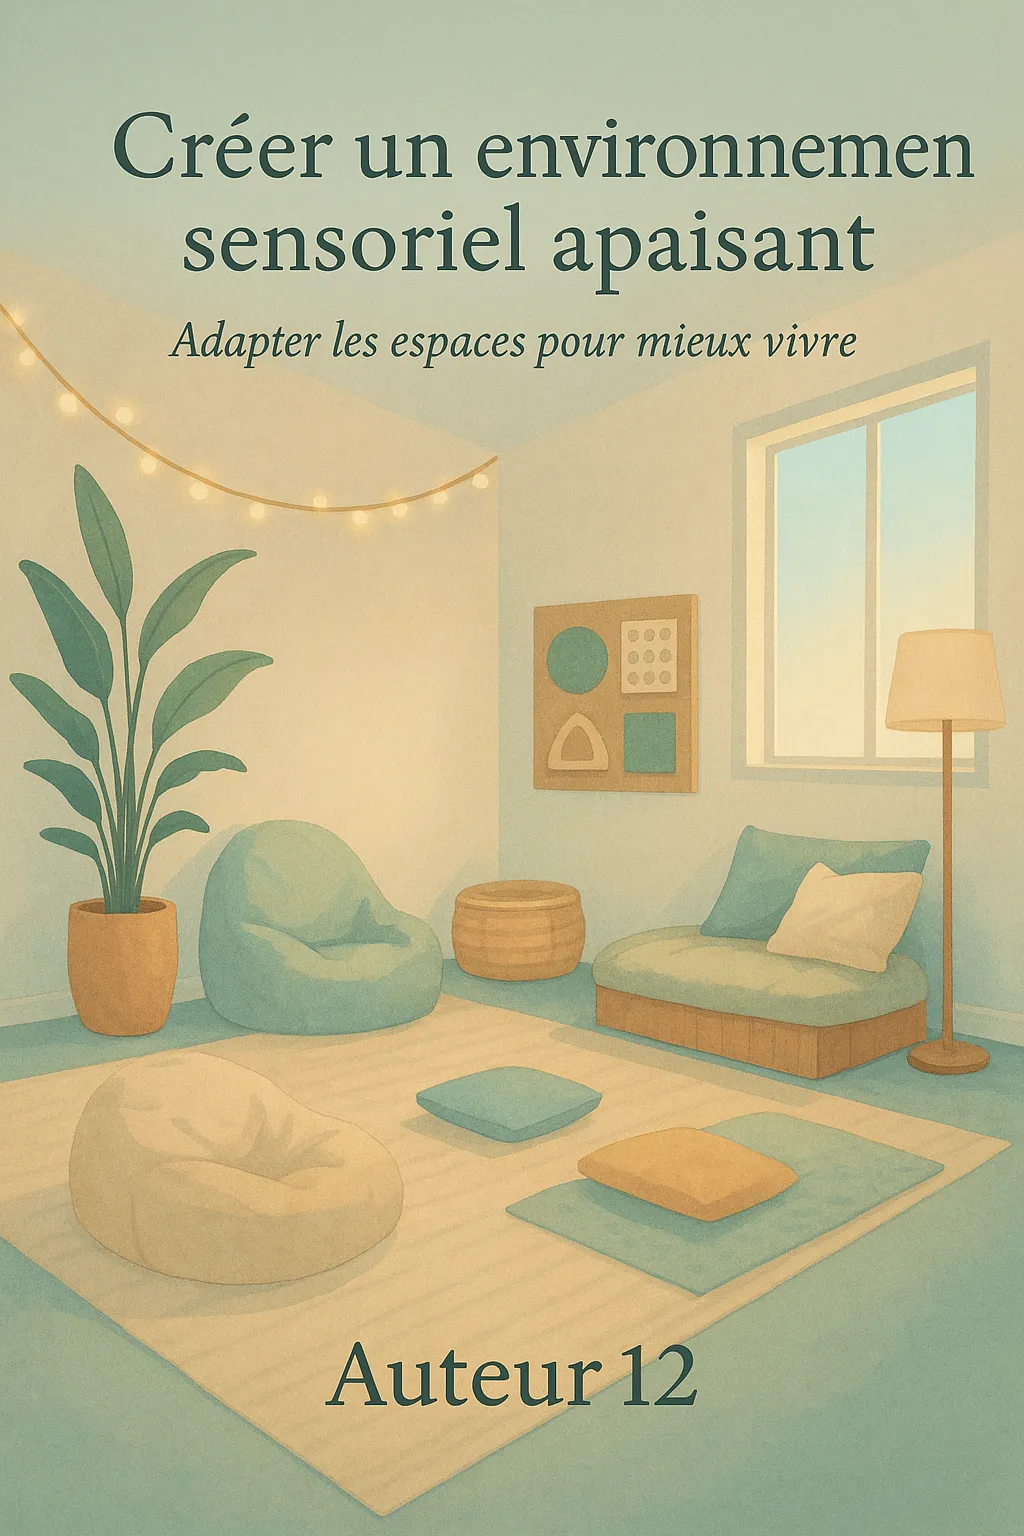 Créer un environnemen
sensoriel apaisant
Adapter les espaces pour mieux vivre
Auteur 12